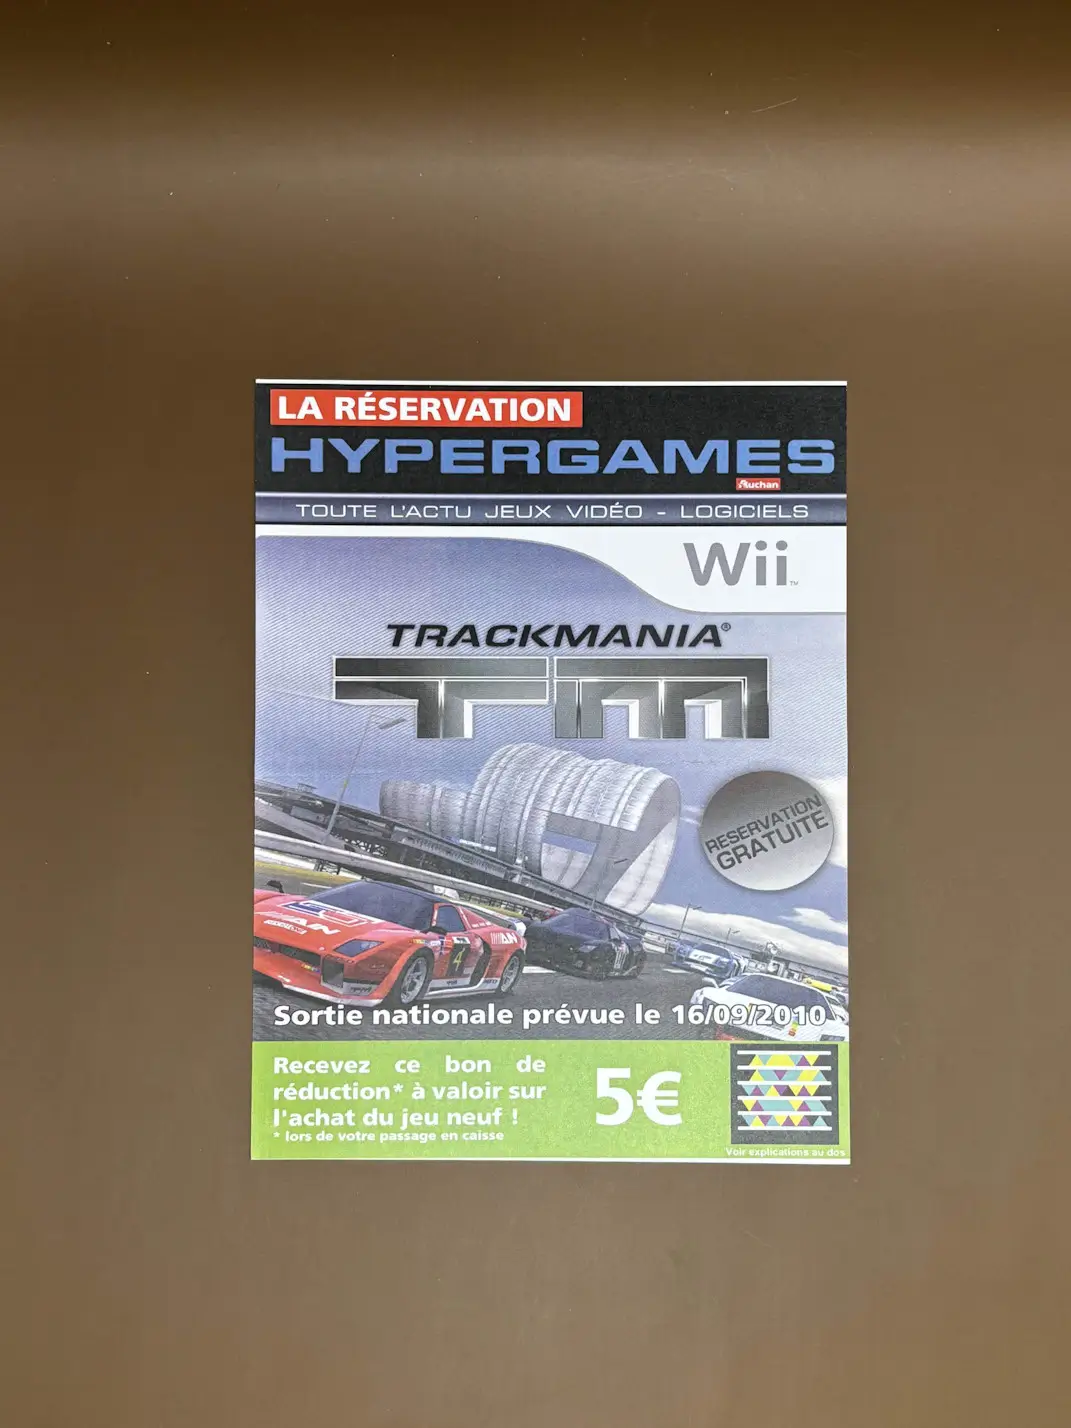 LA RÉSERVATION
HYPERGAMES
Auchan
TOUTE L'ACTU JEUX VIDÉO - LOGICIELS
Wii™
TRACKMANIA®
TM
RESERVATION
GRATUITE
4
Sortie nationale prévue le 16/09/2010
Recevez ce bon de
réduction* à valoir sur
l'achat du jeu neuf !
* lors de votre passage en caisse
5€
Voir explications au dos